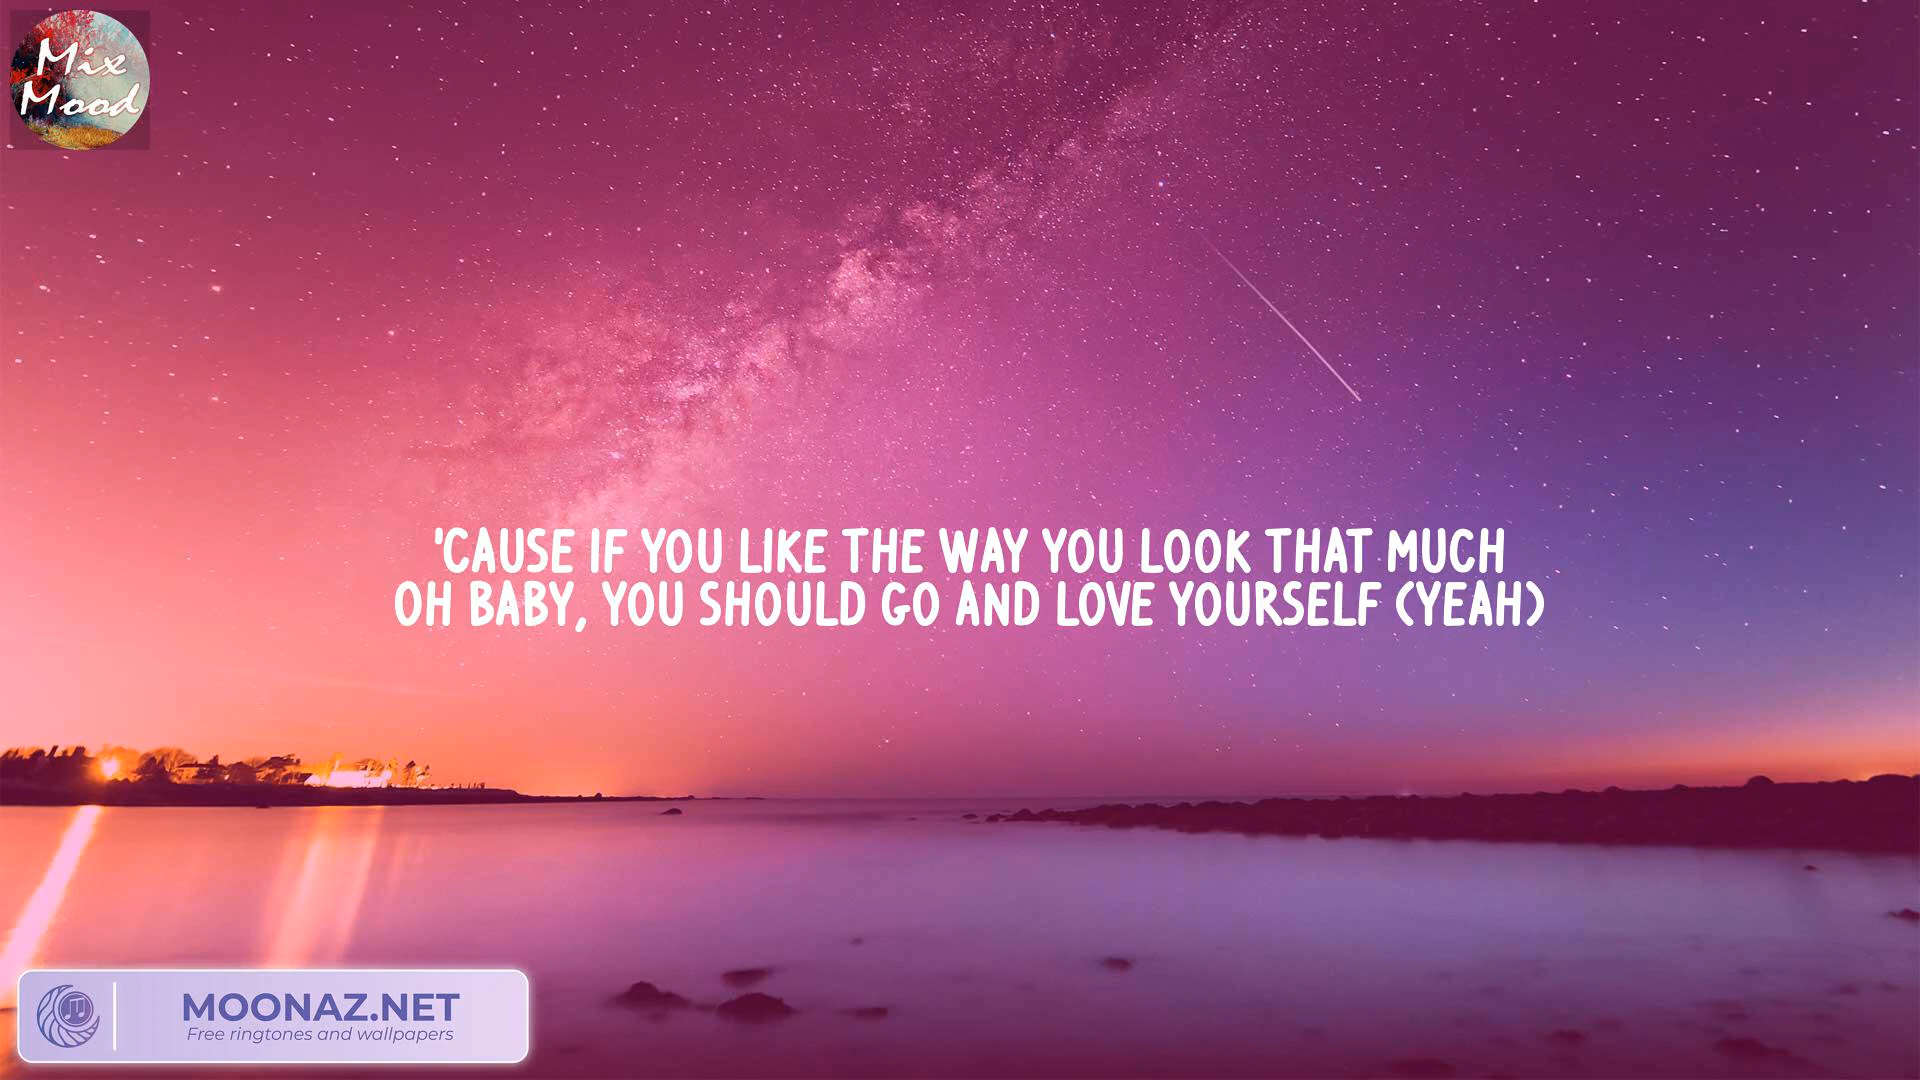 Mix
Mood
'CAUSE IF YOU LIKE THE WAY YOU LOOK THAT MUCH
OH BABY, YOU SHOULD GO AND LOVE YOURSELF (YEAH)
MOONAZ.NET
Free ringtones and wallpapers